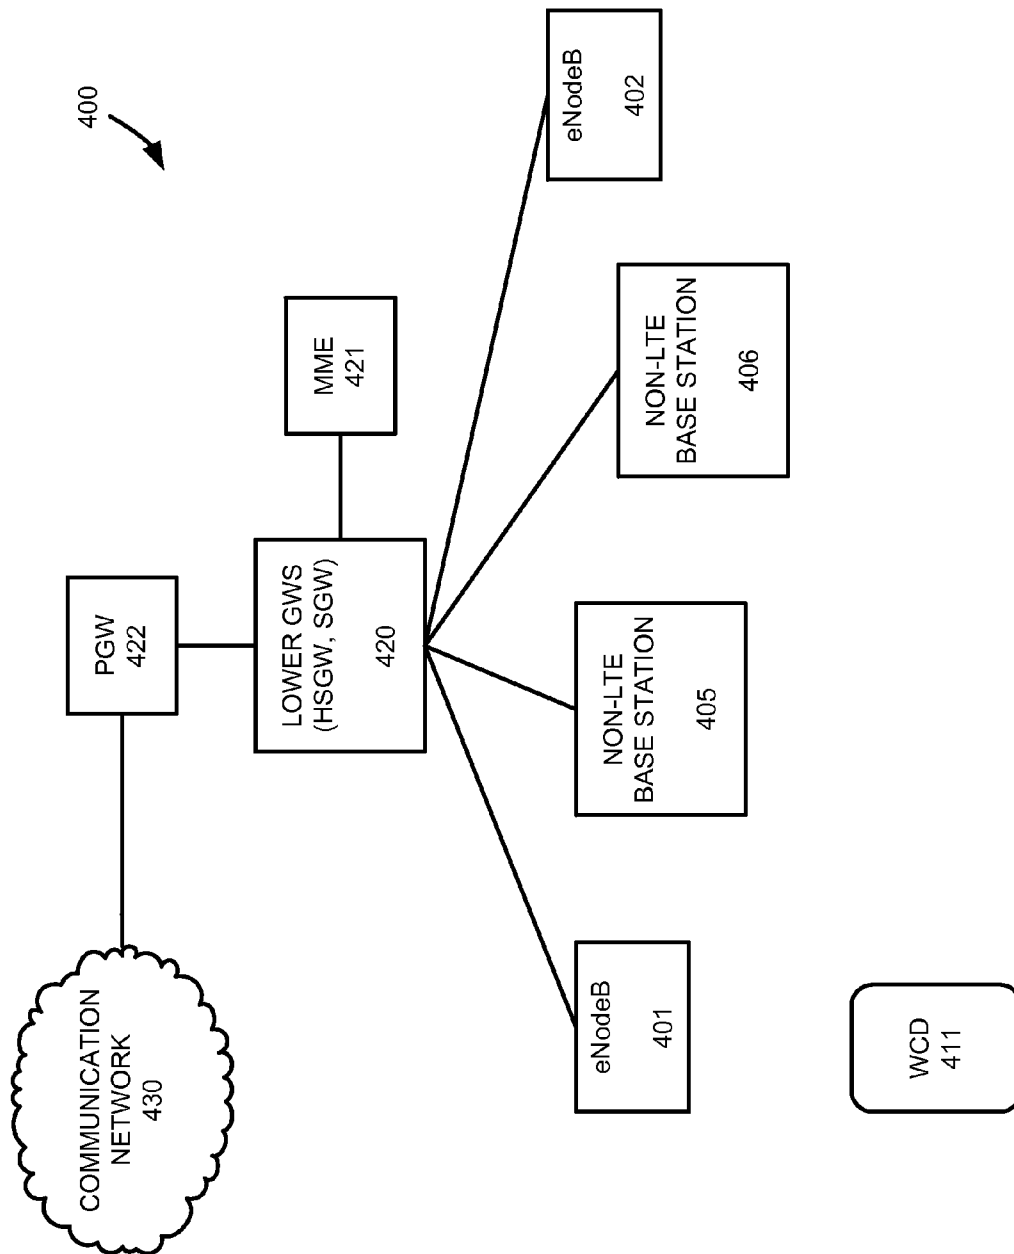 400
COMMUNICATION
NETWORK
430
PGW
422
LOWER GWS
(HSGW, SGW)
420
MME
421
eNodeB
401
NON-LTE
BASE STATION
405
NON-LTE
BASE STATION
406
eNodeB
402
WCD
411